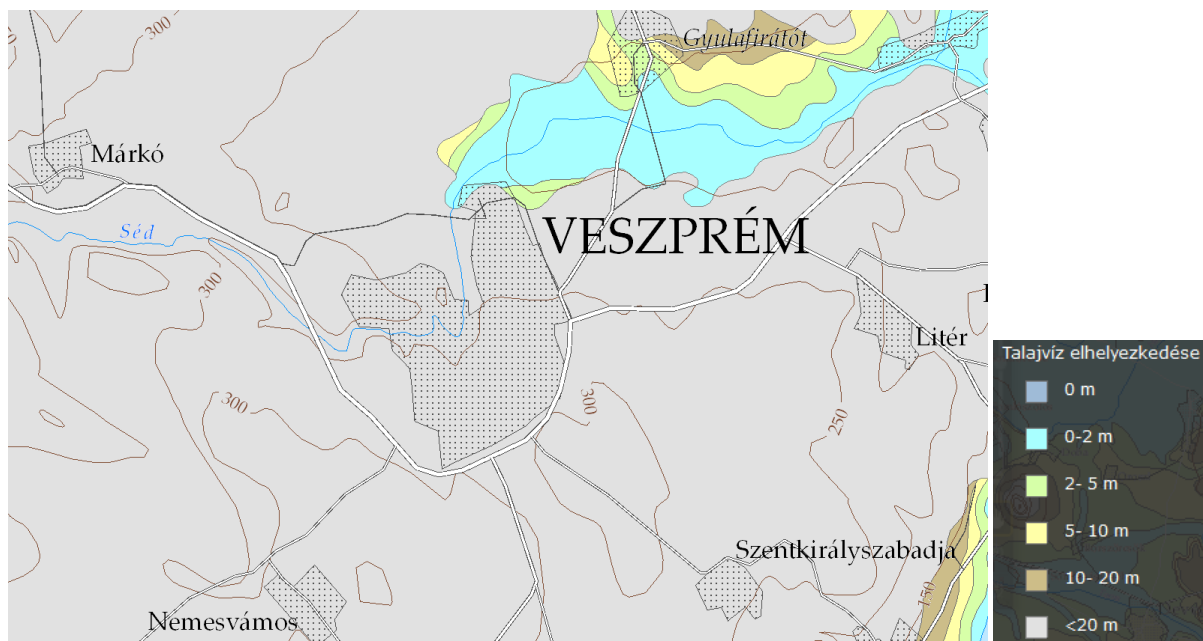 300
Gyulafirátót
Márkó
Séd
VESZPRÉM
300
Litér
300
300
250
Szentkirályszabadja
Nemesvámos
150
Talajvíz elhelyezkedése
0 m
0-2 m
2- 5 m
5- 10 m
10- 20 m
<20 m